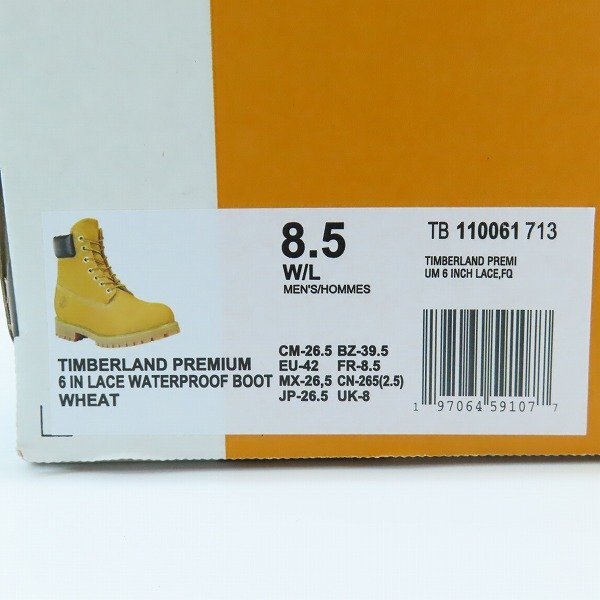 8.5
W/L
MEN'S/HOMMES
TB 110061 713
TIMBERLAND PREMI
UM 6 INCH LACE,FQ
TIMBERLAND PREMIUM
6 IN LACE WATERPROOF BOOT
WHEAT
CM-26.5 BZ-39.5
EU-42 FR-8.5
MX-26,5 CN-265(2.5)
JP-26.5 UK-8
1 97064 59107 7